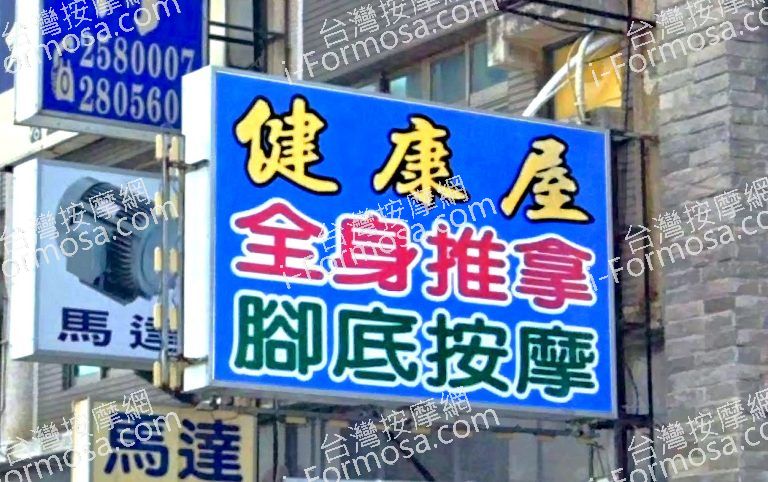 2580007
280560
健康屋
全身推拿
腳底按摩
馬達
馬達
台灣按摩網
i-Formosa.com